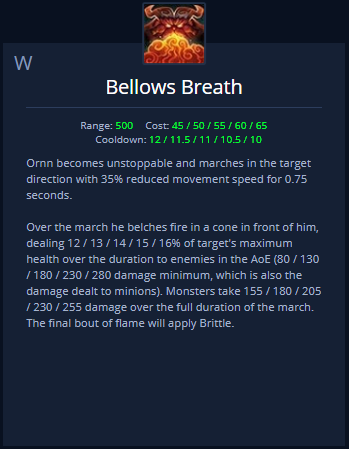 W
Bellows Breath
Range: 500 Cost: 45 / 50 / 55 / 60 / 65
Cooldown: 12 / 11.5 / 11 / 10.5 / 10
Ornn becomes unstoppable and marches in the target
direction with 35% reduced movement speed for 0.75
seconds.
Over the march he belches fire in a cone in front of him,
dealing 12 / 13 / 14 / 15 / 16% of target's maximum
health over the duration to enemies in the AoE (80 / 130
/ 180 / 230 / 280 damage minimum, which is also the
damage dealt to minions). Monsters take 155 / 180 / 205
/ 230 / 255 damage over the full duration of the march.
The final bout of flame will apply Brittle.